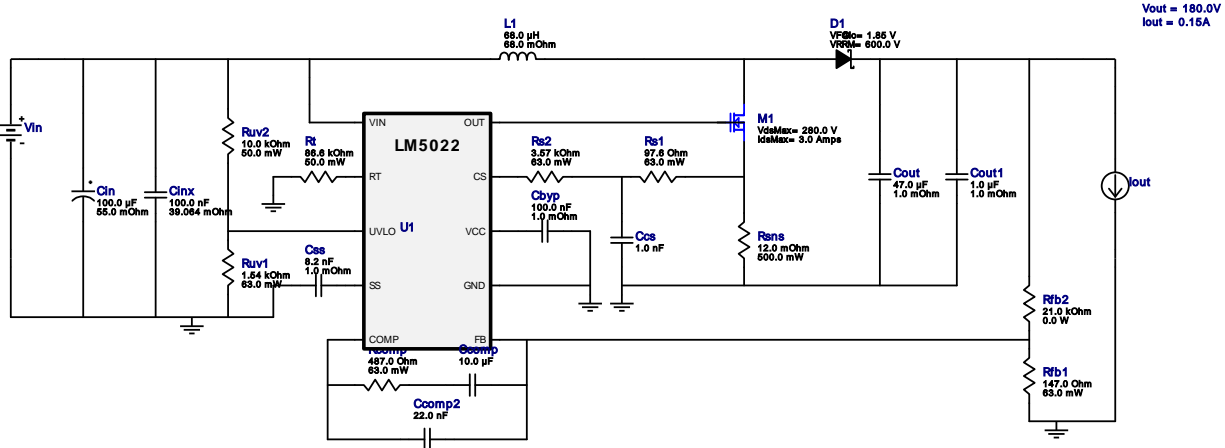 Vout = 180.0V
Iout = 0.15A
L1
68.0 µH
68.0 mOhm
D1
1.85 V
VRRM= 600.0 V
Vin
Cin
100.0 µF
55.0 mOhm
Cinx
100.0 nF
39.064 mOhm
Ruv2
10.0 kOhm
50.0 mW
Ruv1
1.54 kOhm
63.0 mW
Rt
86.6 kOhm
50.0 mW
Css
8.2 nF
1.0 mOhm
LM5022
U1
VIN
RT
UVLO
SS
COMP
OUT
CS
VCC
GND
FB
Rs2
3.57 kOhm
63.0 mW
Rs1
97.6 Ohm
63.0 mW
Cbyp
100.0 nF
1.0 mOhm
Ccs
1.0 nF
M1
VdsMax= 280.0 V
IdsMax= 3.0 Amps
Rsns
12.0 mOhm
500.0 mW
Cout
47.0 µF
1.0 mOhm
Cout1
1.0 µF
1.0 mOhm
Iout
Rfb2
21.0 kOhm
0.0 W
Rfb1
147.0 Ohm
63.0 mW
Rcomp
487.0 Ohm
63.0 mW
Ccomp
10.0 µF
Ccomp2
22.0 nF